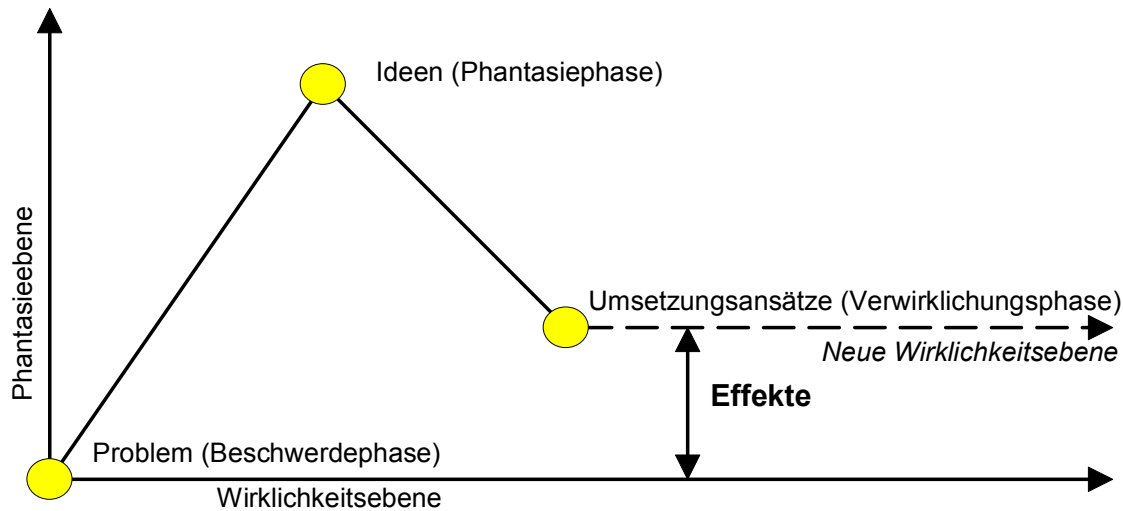 Ideen (Phantasiephase)
Phantasieebene
Umsetzungsansätze (Verwirklichungsphase)
Neue Wirklichkeitsebene
Effekte
Problem (Beschwerdephase)
Wirklichkeitsebene